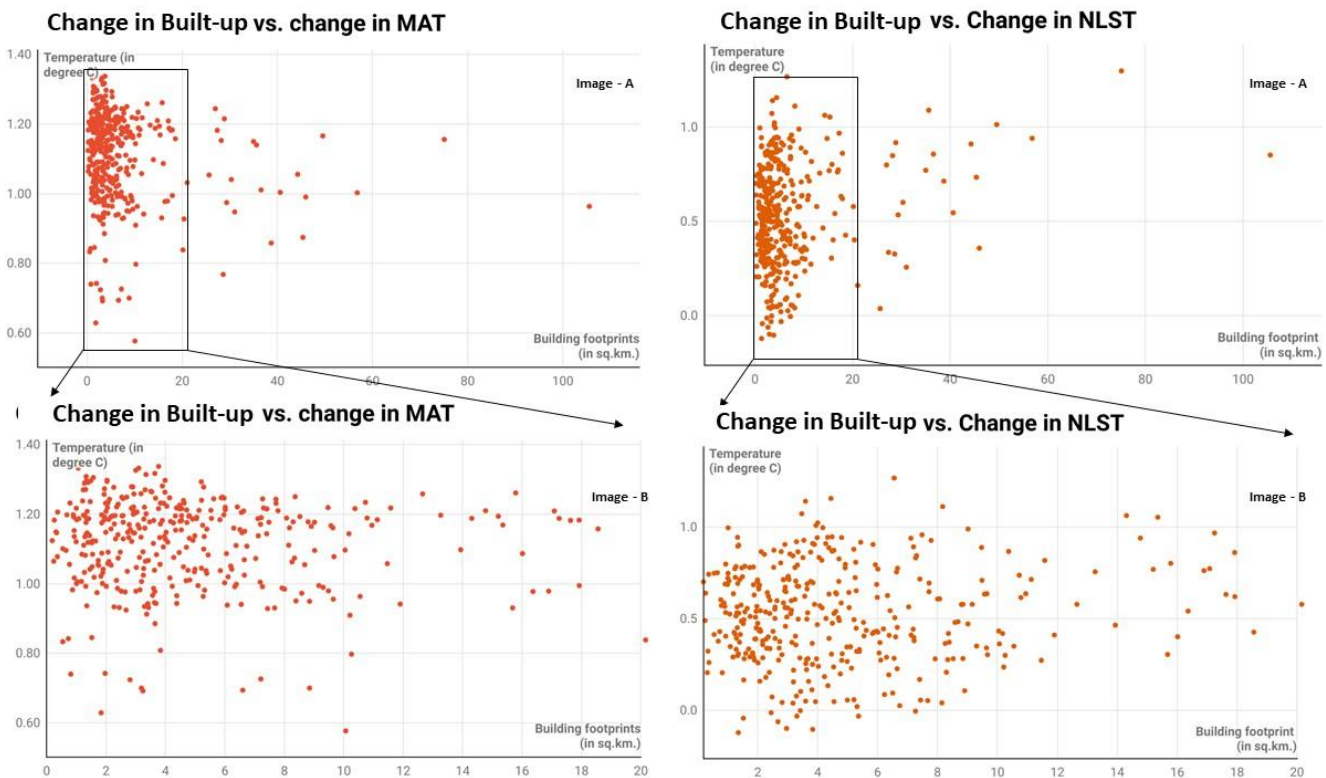 Change in Built-up vs. change in MAT
Temperature (in
degree C)
Image - A
1.40
1.20
1.00
0.80
0.60
Building footprints
(in sq.km.)
0 20 40 60 80 100
Change in Built-up vs. Change in NLST
Temperature
(in degree C)
Image - A
1.0
0.5
0.0
Building footprint
(in sq.km.)
0 20 40 60 80 100
Change in Built-up vs. change in MAT
Temperature (in
degree C)
Image - B
1.40
1.20
1.00
0.80
0.60
Building footprints
(in sq.km.)
0 2 4 6 8 10 12 14 16 18 20
Change in Built-up vs. Change in NLST
Temperature
(in degree C)
Image - B
1.0
0.5
0.0
Building footprint
(in sq.km.)
2 4 6 8 10 12 14 16 18 20